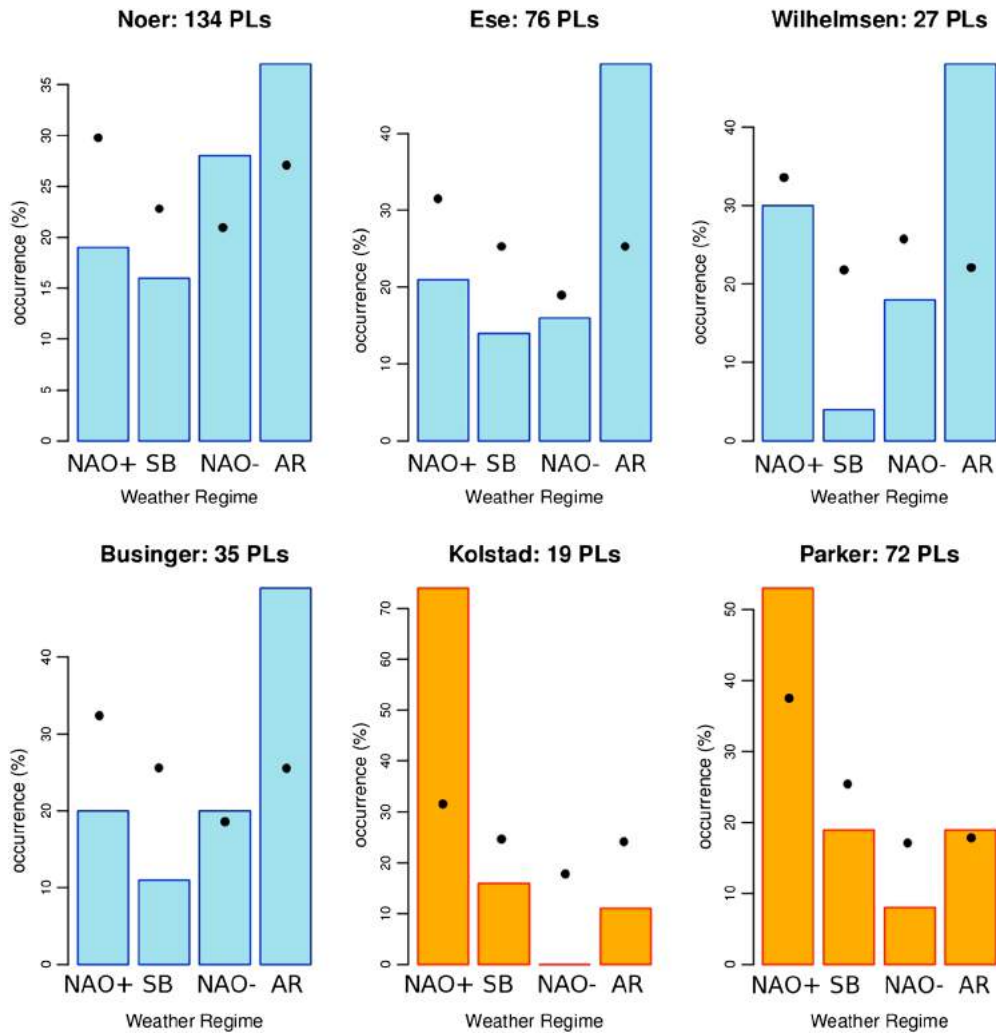 Noer: 134 PLs
occurrence (%)
0
5
10
15
20
25
30
35
NAO+ SB NAO- AR
Weather Regime
Ese: 76 PLs
occurrence (%)
0
10
20
30
40
NAO+ SB NAO- AR
Weather Regime
Wilhelmsen: 27 PLs
occurrence (%)
0
10
20
30
40
NAO+ SB NAO- AR
Weather Regime
Businger: 35 PLs
occurrence (%)
0
10
20
30
40
NAO+ SB NAO- AR
Weather Regime
Kolstad: 19 PLs
occurrence (%)
0
10
20
30
40
50
60
70
NAO+ SB NAO- AR
Weather Regime
Parker: 72 PLs
occurrence (%)
0
10
20
30
40
50
NAO+ SB NAO- AR
Weather Regime